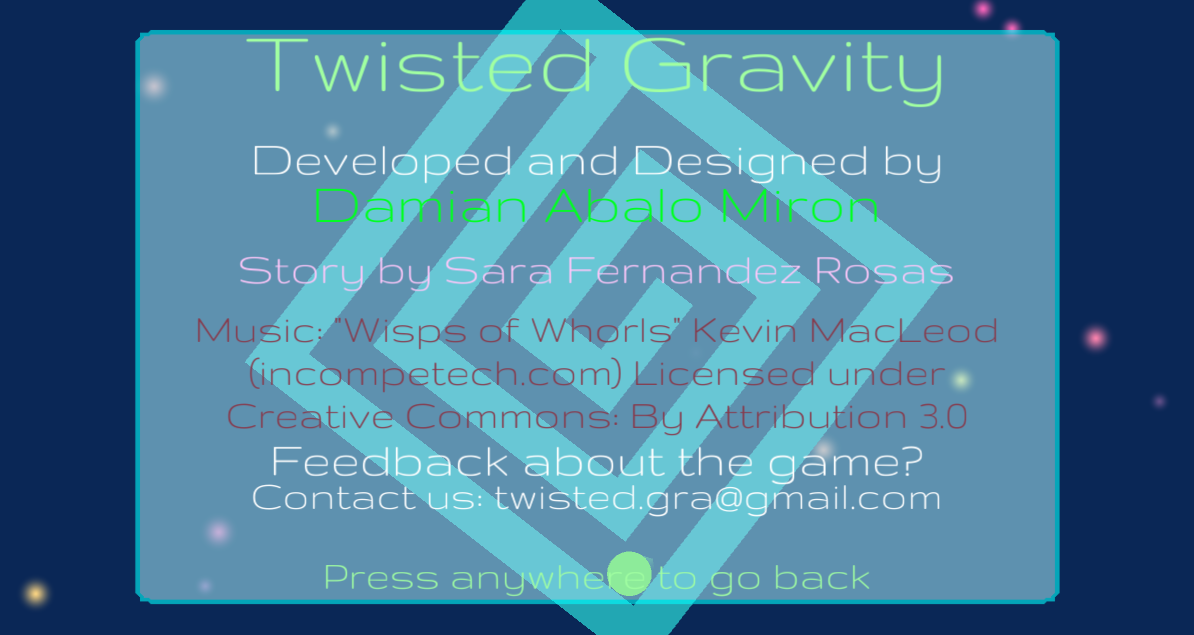 Twisted Gravity
Developed and Designed by
Damian Abalo Miron
Story by Sara Fernandez Rosas
Music: "Wisps of Whorls" Kevin MacLeod
(incompetech.com) Licensed under
Creative Commons: By Attribution 3.0
Feedback about the game?
Contact us: twisted.gra@gmail.com
Press anywhere to go back